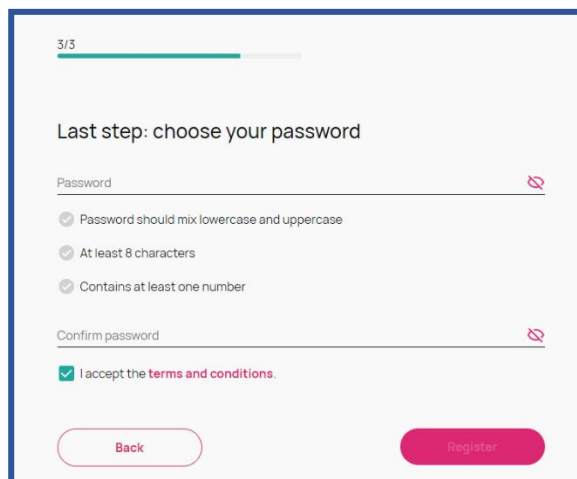 3/3
Last step: choose your password
Password
Password should mix lowercase and uppercase
At least 8 characters
Contains at least one number
Confirm password
I accept the terms and conditions.
Back
Register